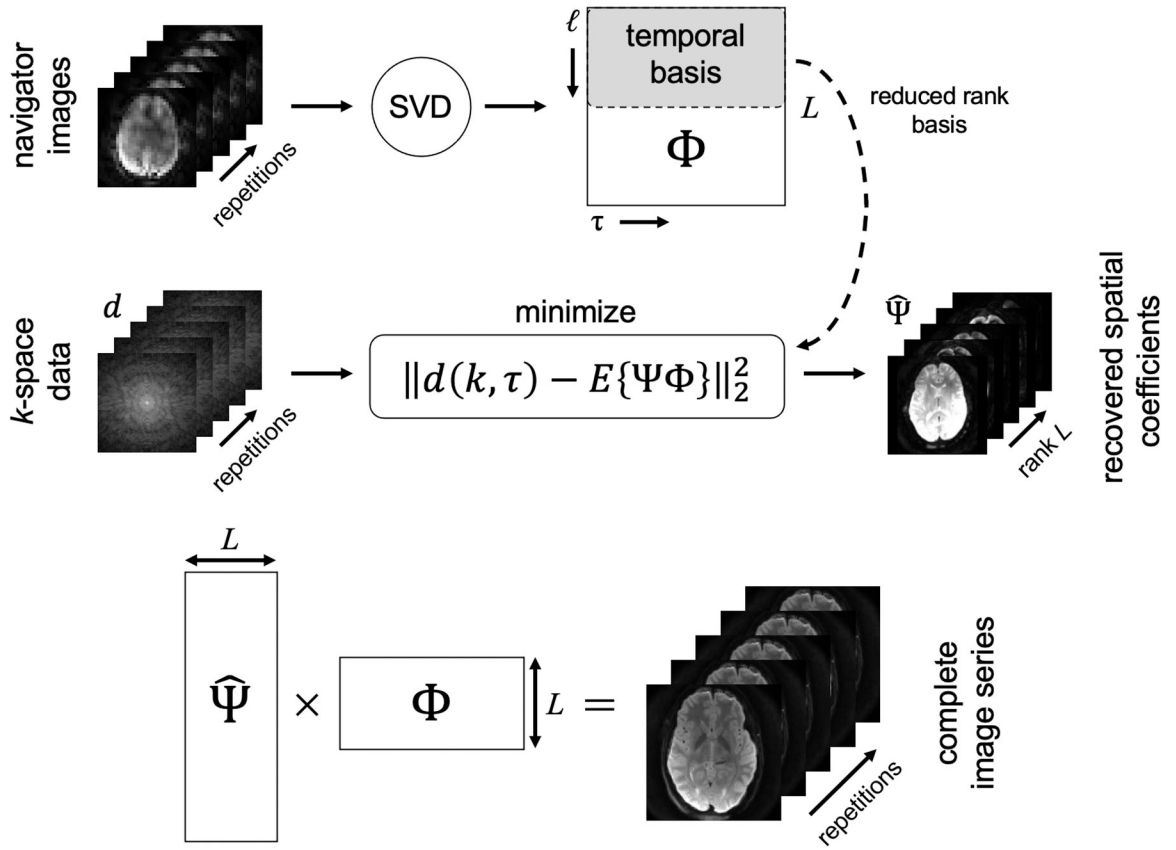 navigator
images
repetitions
SVD
ℓ
temporal
basis
Φ
L
τ
reduced rank
basis
k-space
data
d
repetitions
minimize
‖d(k, τ) − E{ΨΦ}‖₂²
Ψ̂
rank L
recovered spatial
coefficients
L
Ψ̂
×
Φ
L
=
repetitions
complete
image series